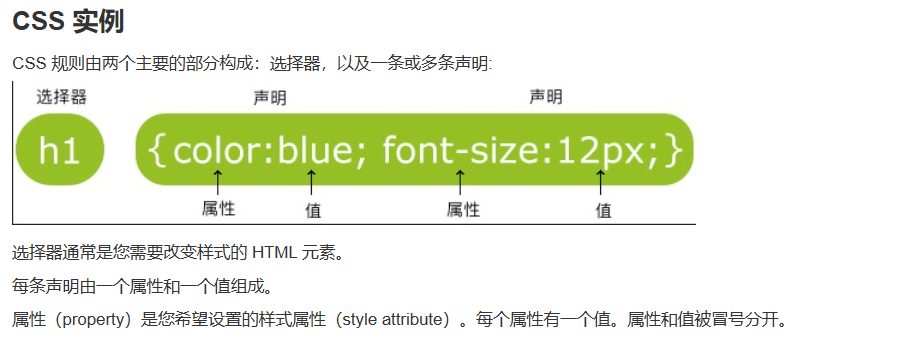 CSS 实例
CSS 规则由两个主要的部分构成：选择器，以及一条或多条声明:
选择器 声明 声明
h1 {color:blue; font-size:12px;}
属性 值 属性 值
选择器通常是您需要改变样式的 HTML 元素。
每条声明由一个属性和一个值组成。
属性（property）是您希望设置的样式属性（style attribute）。每个属性有一个值。属性和值被冒号分开。